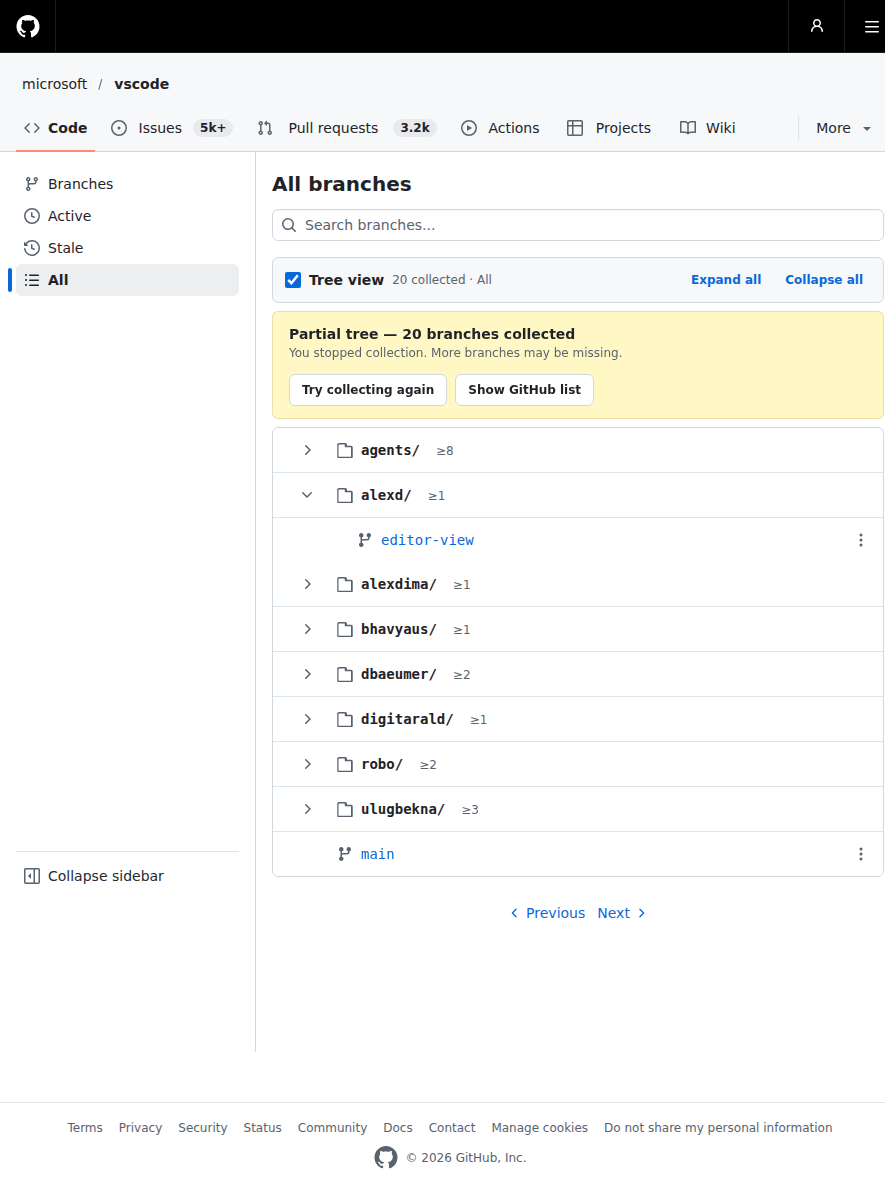 microsoft / vscode
Code Issues 5k+ Pull requests 3.2k Actions Projects Wiki More
Branches
Active
Stale
All
All branches
Search branches...
Tree view 20 collected · All Expand all Collapse all
Partial tree — 20 branches collected
You stopped collection. More branches may be missing.
Try collecting again Show GitHub list
agents/ ≥8
alexd/ ≥1
editor-view
alexdima/ ≥1
bhavyaus/ ≥1
dbaeumer/ ≥2
digitarald/ ≥1
robo/ ≥2
ulugbekna/ ≥3
main
Collapse sidebar
Previous Next
Terms Privacy Security Status Community Docs Contact Manage cookies Do not share my personal information
© 2026 GitHub, Inc.